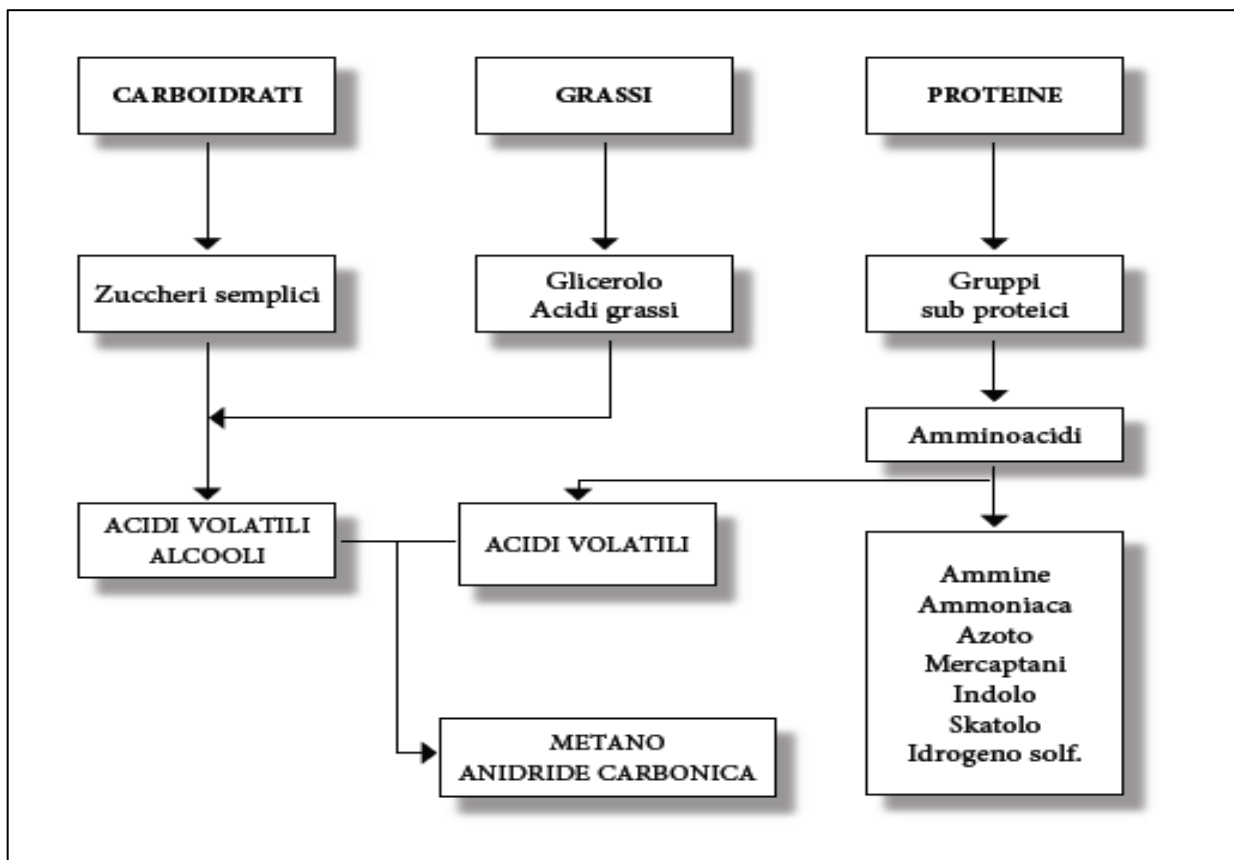 CARBOIDRATI
GRASSI
PROTEINE
Zuccheri semplici
Glicerolo
Acidi grassi
Gruppi
sub proteici
Amminoacidi
ACIDI VOLATILI
ALCOOLI
ACIDI VOLATILI
Ammine
Ammoniaca
Azoto
Mercaptani
Indolo
Skatolo
Idrogeno solf.
METANO
ANIDRIDE CARBONICA